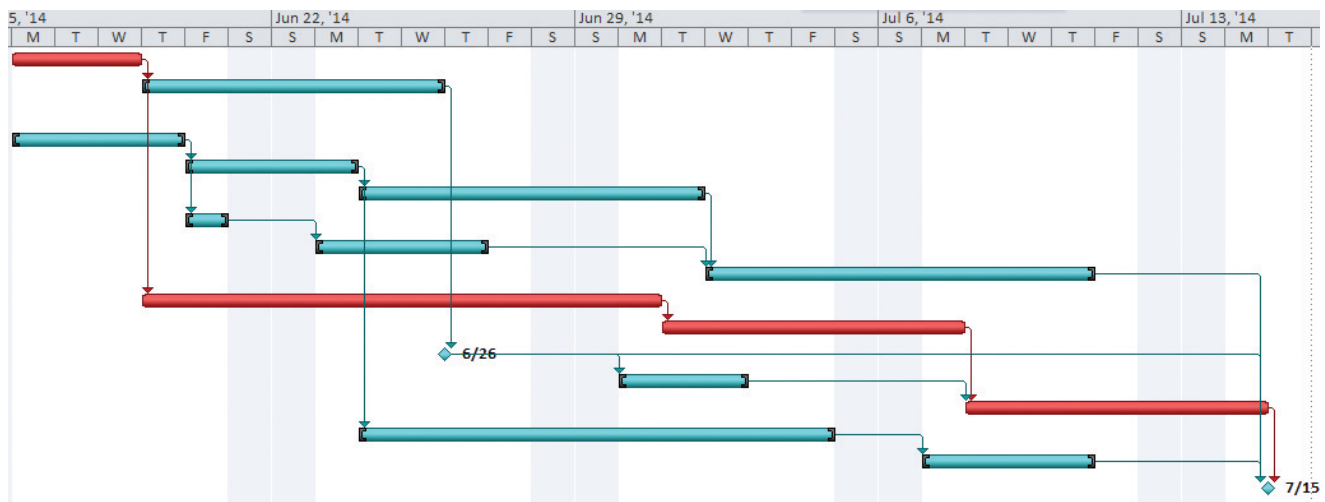 5, '14 Jun 22, '14 Jun 29, '14 Jul 6, '14 Jul 13, '14
M T W T F S S M T W T F S S M T W T F S S M T W T F S S M T
6/26
7/15